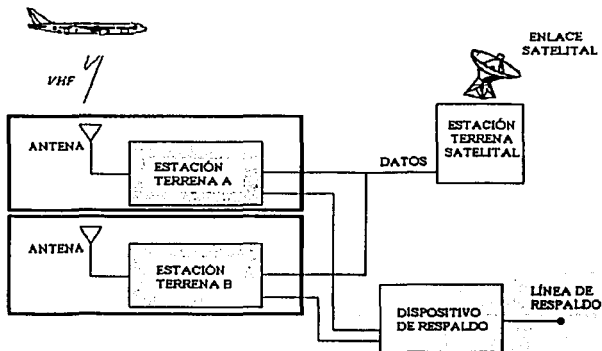 ENLACE
SATELITAL
VHF
ANTENA
ESTACIÓN
TERRENA A
DATOS
ESTACIÓN
TERRENA
SATELITAL
ANTENA
ESTACIÓN
TERRENA B
DISPOSITIVO
DE RESPALDO
LÍNEA DE
RESPALDO